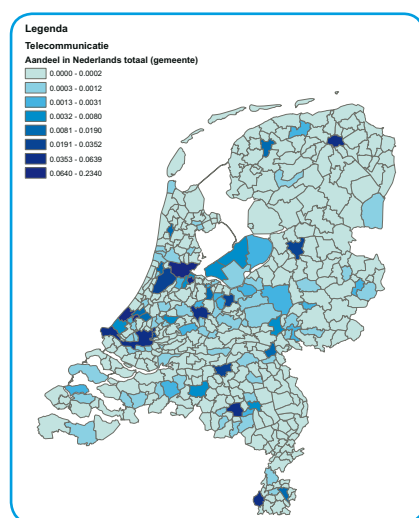 Legenda
Telecommunicatie
Aandeel in Nederlands totaal (gemeente)
0.0000 - 0.0002
0.0003 - 0.0012
0.0013 - 0.0031
0.0032 - 0.0080
0.0081 - 0.0190
0.0191 - 0.0352
0.0353 - 0.0639
0.0640 - 0.2340